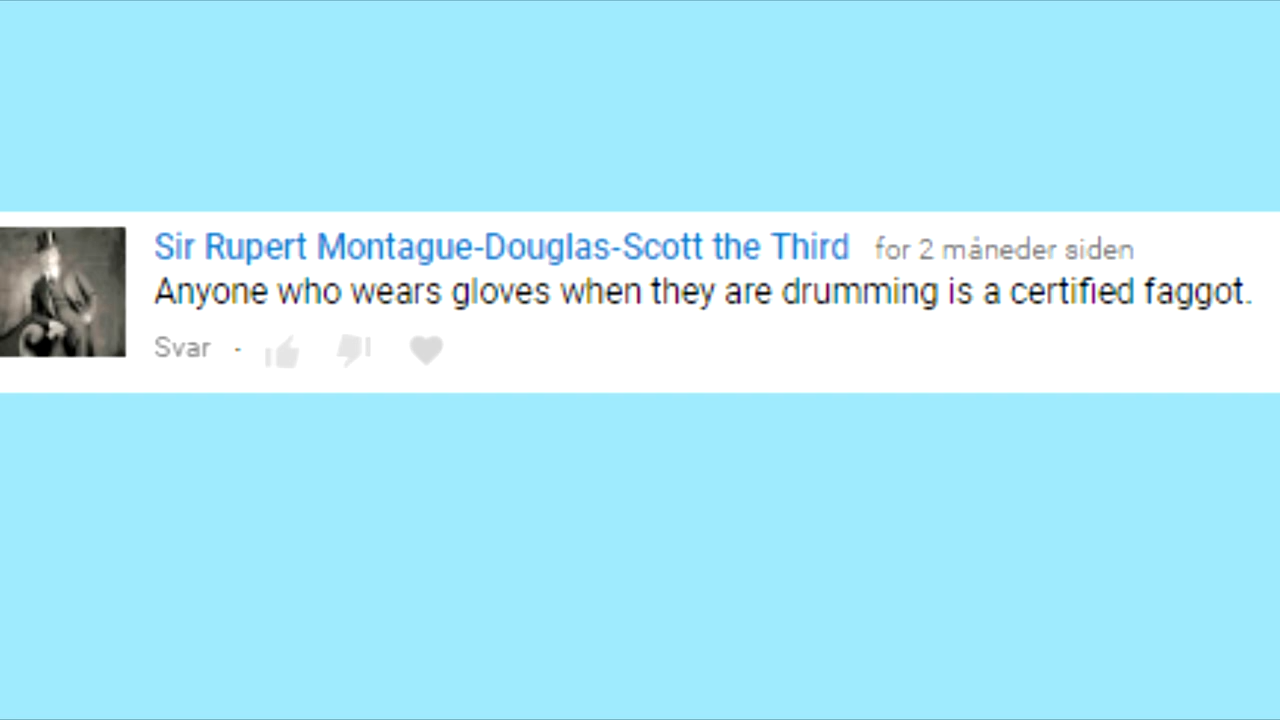 Sir Rupert Montague-Douglas-Scott the Third for 2 måneder siden
Anyone who wears gloves when they are drumming is a certified faggot.
Svar -